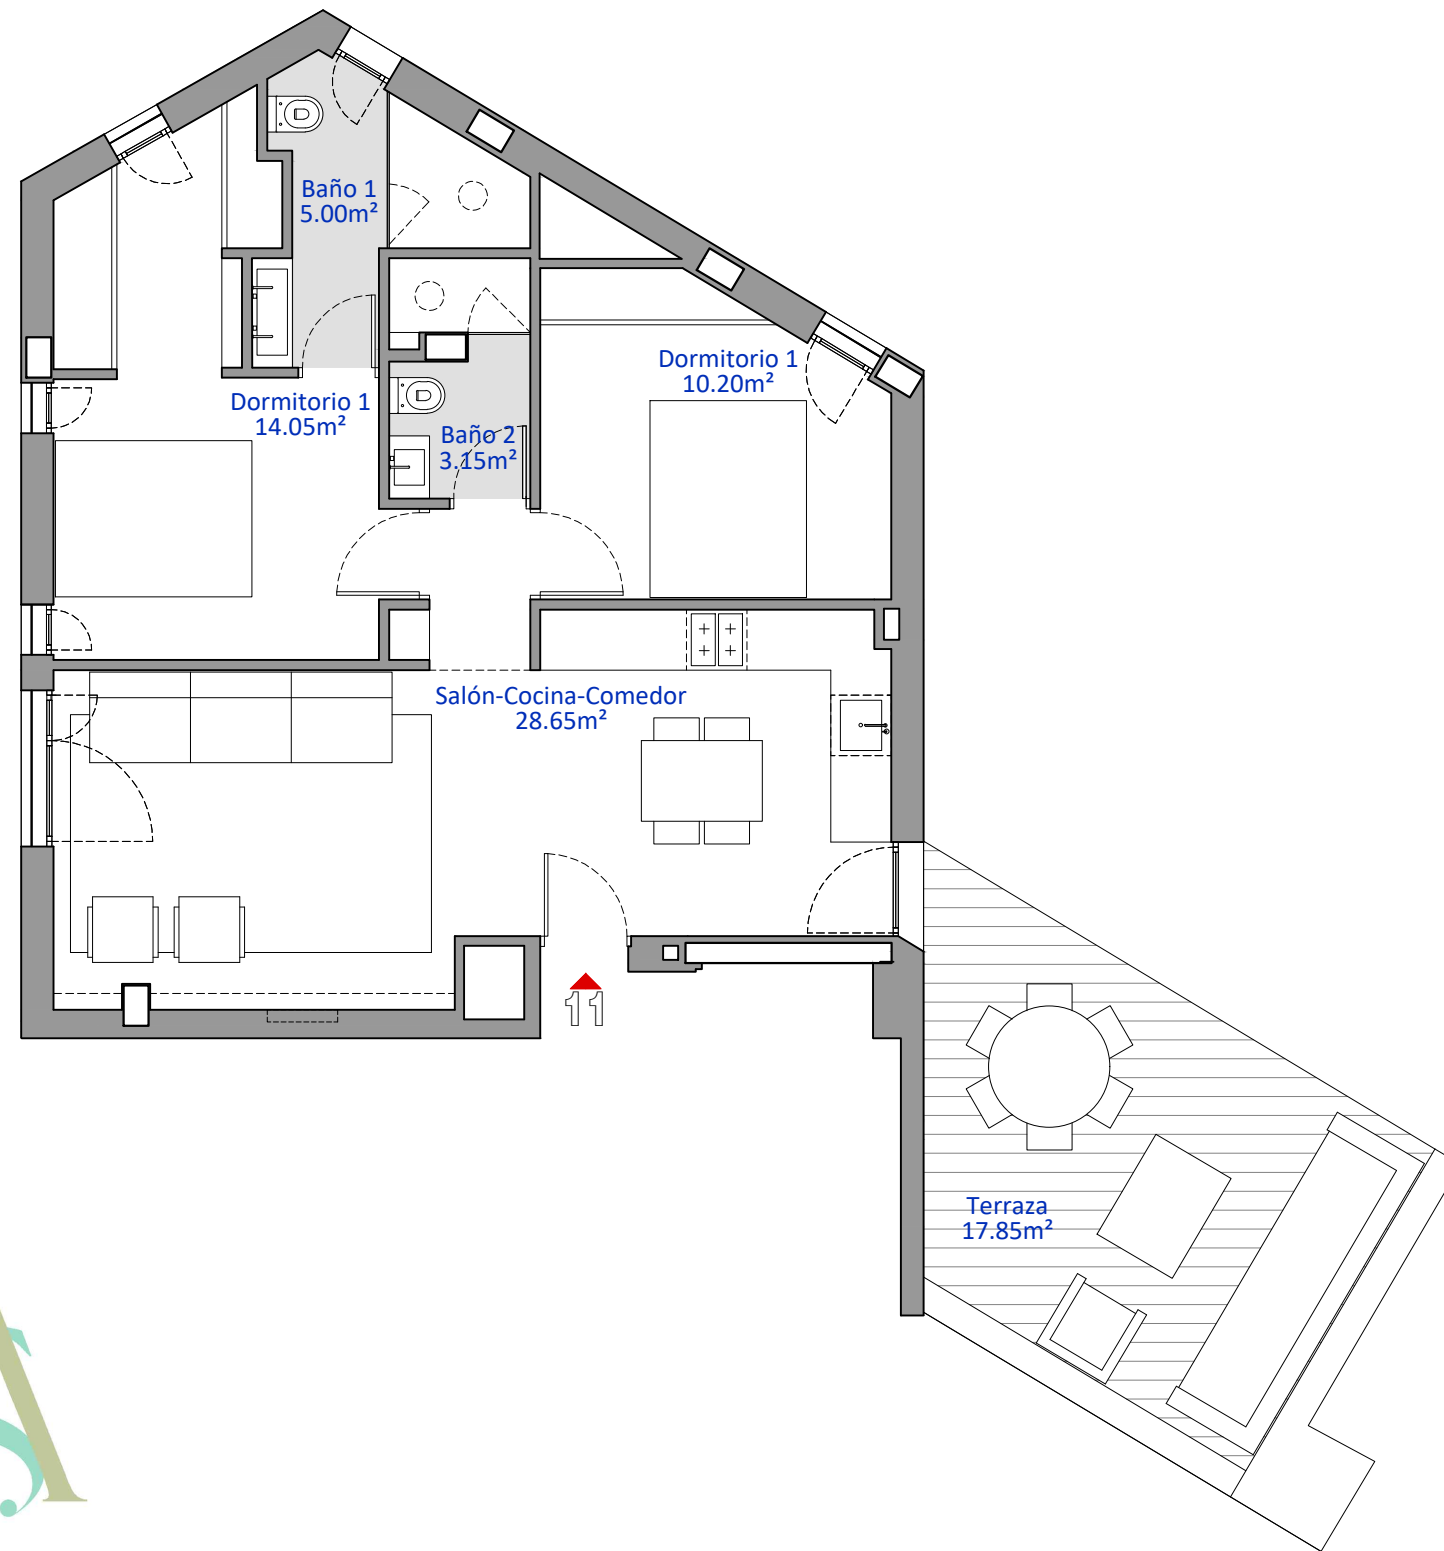 Baño 1
5.00m²
Dormitorio 1
10.20m²
Dormitorio 1
14.05m²
Baño 2
3.15m²
Salón-Cocina-Comedor
28.65m²
11
Terraza
17.85m²